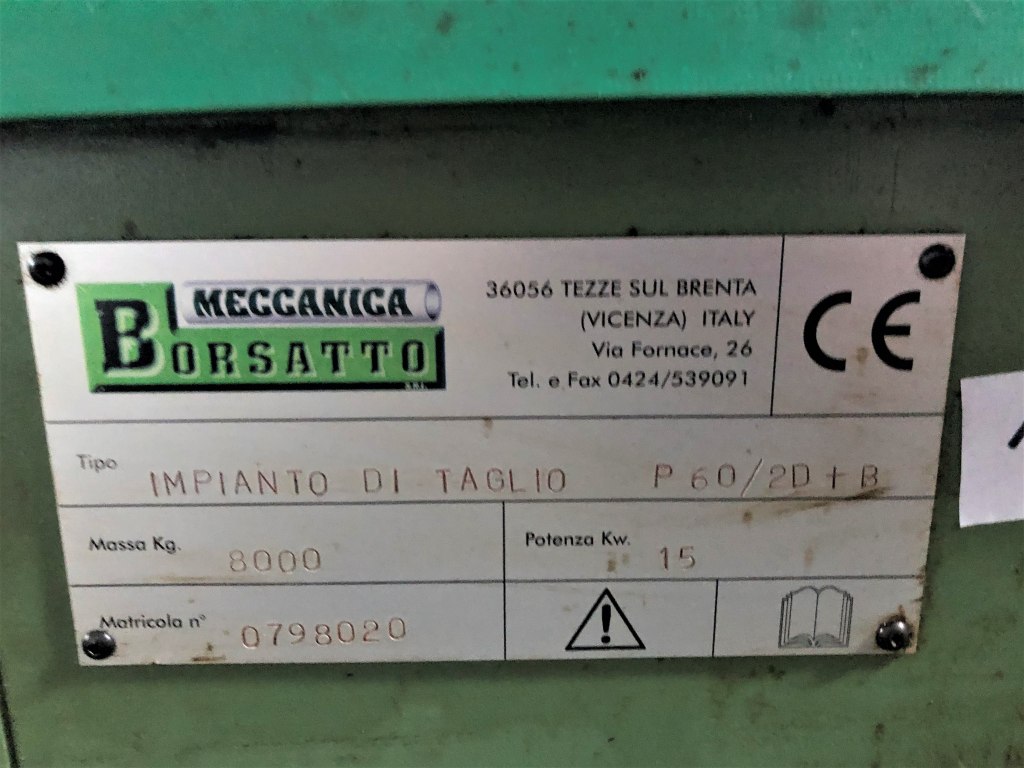 MECCANICA
BORSATTO
S.R.L.
36056 TEZZE SUL BRENTA
(VICENZA) ITALY
Via Fornace, 26
Tel. e Fax 0424/539091
CE
Tipo IMPIANTO DI TAGLIO P 60/2D+B
Massa Kg. 8000
Potenza Kw. 15
Matricola n° 0798020
!